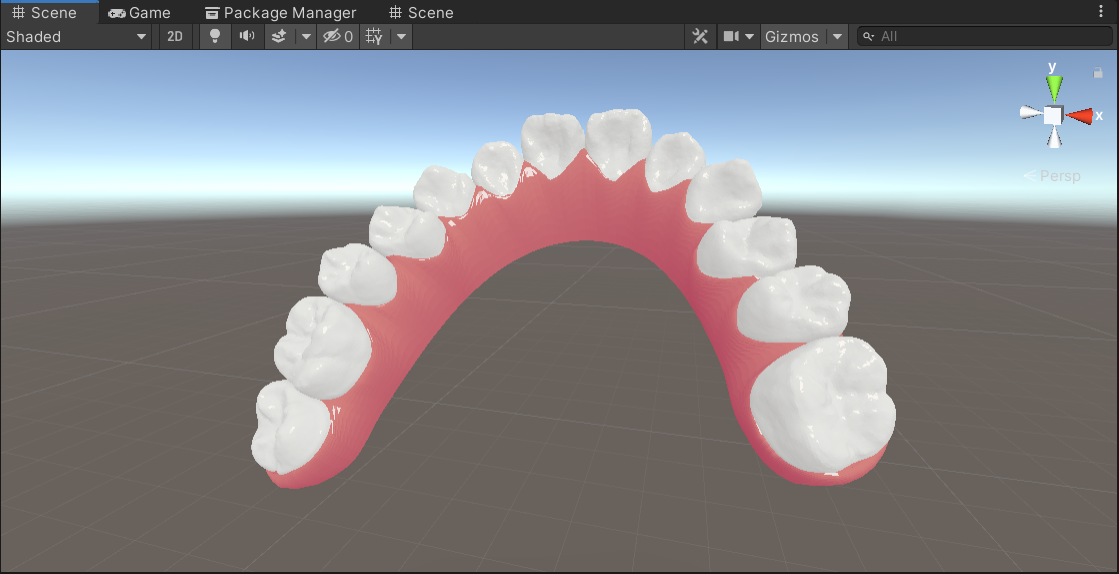 Scene Game Package Manager Scene
Shaded 2D 0 Gizmos All
y
x
Persp